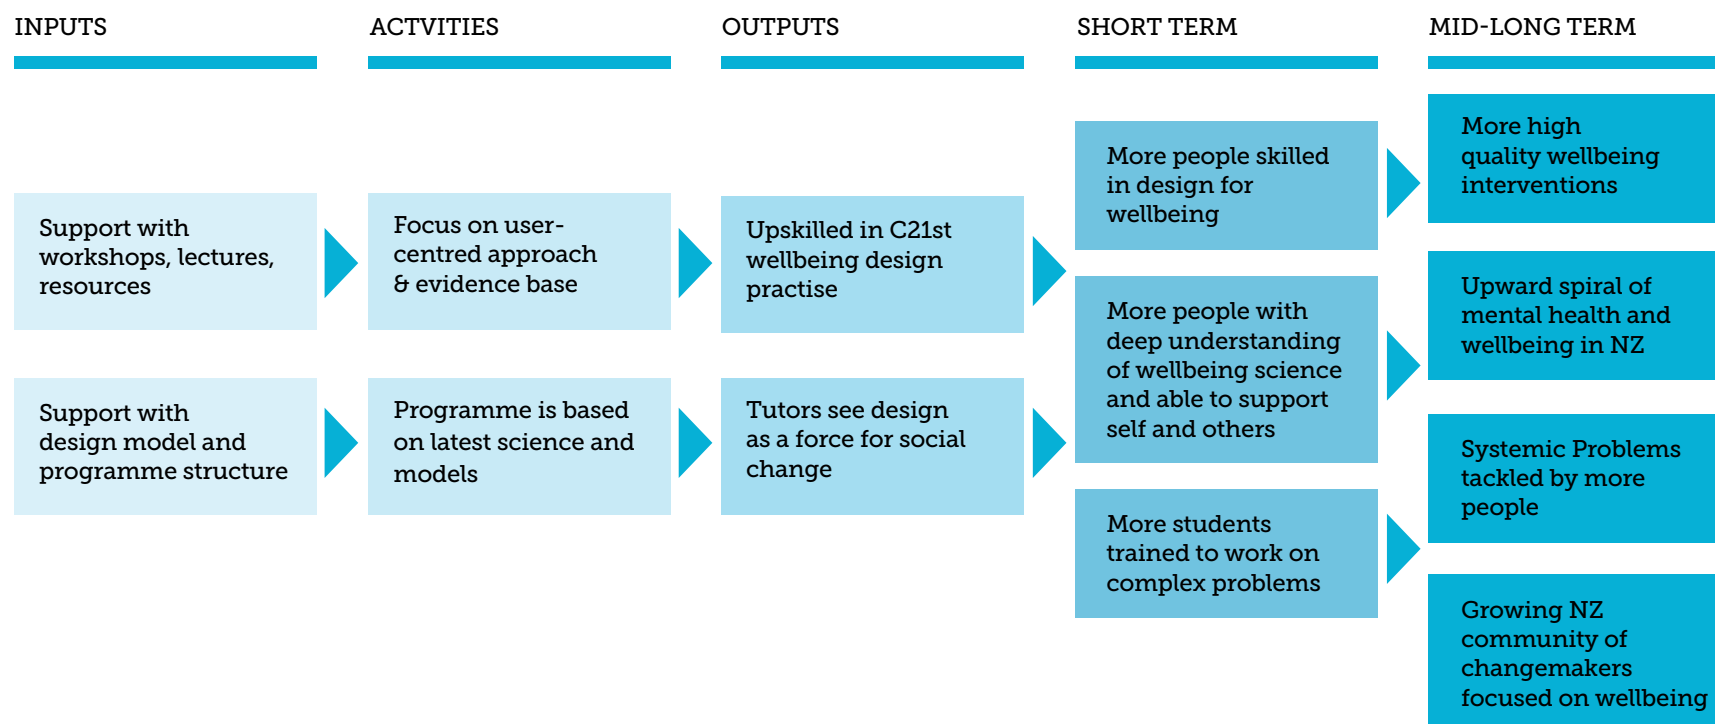 INPUTS
ACTVITIES
OUTPUTS
SHORT TERM
MID-LONG TERM
Support with
workshops, lectures,
resources
Support with
design model and
programme structure
Focus on user-
centred approach
& evidence base
Programme is based
on latest science and
models
Upskilled in C21st
wellbeing design
practise
Tutors see design
as a force for social
change
More people skilled
in design for
wellbeing
More people with
deep understanding
of wellbeing science
and able to support
self and others
More students
trained to work on
complex problems
More high
quality wellbeing
interventions
Upward spiral of
mental health and
wellbeing in NZ
Systemic Problems
tackled by more
people
Growing NZ
community of
changemakers
focused on wellbeing